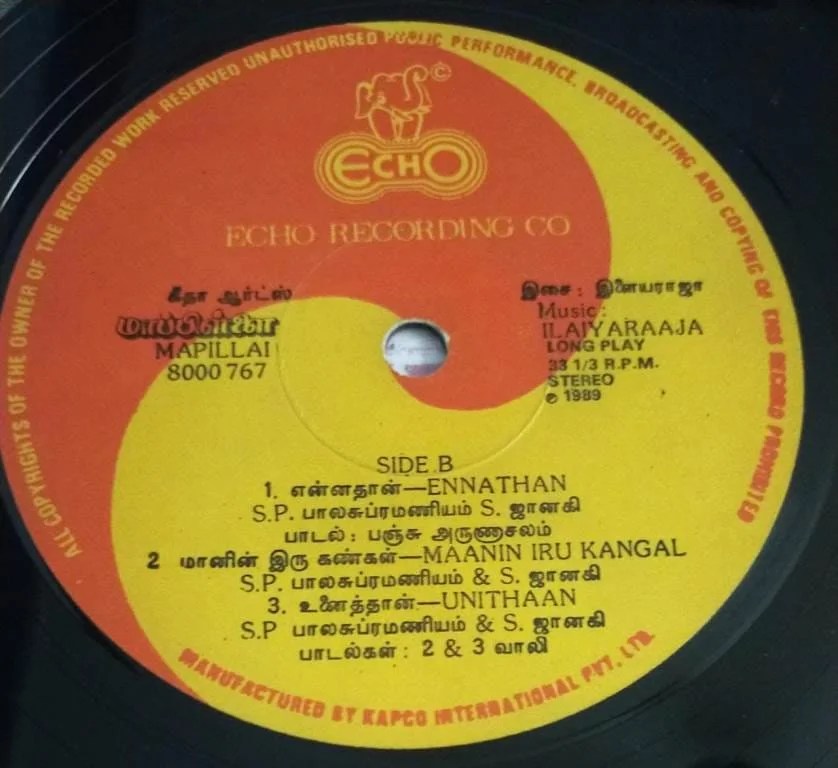 ALL COPYRIGHTS OF THE OWNER OF THE RECORDED WORK RESERVED UNAUTHORISED PUBLIC PERFORMANCE. BROADCASTING AND COPYING OF THIS RECORD PROHIBITED
©
ECHO
ECHO RECORDING CO
கீதா ஆர்ட்ஸ்
மாப்பிள்ளை
MAPILLAI
8000 767
இசை : இளையராஜா
Music :
ILAIYARAAJA
LONG PLAY
33 1/3 R.P.M.
STEREO
℗ 1989
SIDE.B
1. என்னதான்—ENNATHAN
S.P. பாலசுப்ரமணியம் S. ஜானகி
பாடல் : பஞ்சு அருணாசலம்
2 மானின் இரு கண்கள்—MAANIN IRU KANGAL
S.P. பாலசுப்ரமணியம் & S. ஜானகி
3. உனைத்தான்—UNITHAAN
S.P பாலசுப்ரமணியம் & S. ஜானகி
பாடல்கள் : 2 & 3 வாலி
MANUFACTURED BY KAPCO INTERNATIONAL PVT. LTD.